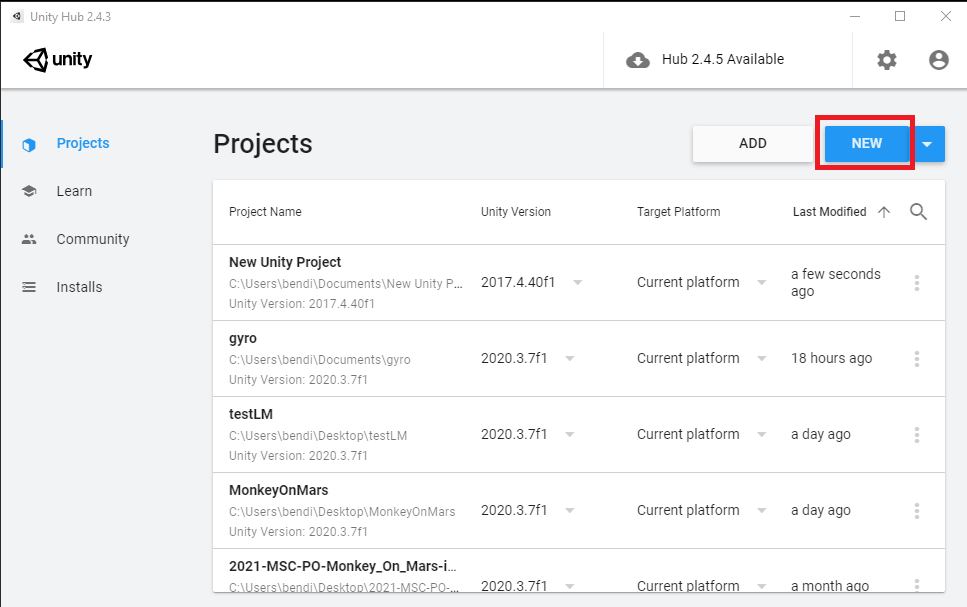 Unity Hub 2.4.3
unity
Hub 2.4.5 Available
Projects
Learn
Community
Installs
Projects
ADD
NEW
Project Name Unity Version Target Platform Last Modified
New Unity Project
C:\Users\bendi\Documents\New Unity P...
Unity Version: 2017.4.40f1
2017.4.40f1 Current platform a few seconds
ago
gyro
C:\Users\bendi\Documents\gyro
Unity Version: 2020.3.7f1
2020.3.7f1 Current platform 18 hours ago
testLM
C:\Users\bendi\Desktop\testLM
Unity Version: 2020.3.7f1
2020.3.7f1 Current platform a day ago
MonkeyOnMars
C:\Users\bendi\Desktop\MonkeyOnMars
Unity Version: 2020.3.7f1
2020.3.7f1 Current platform a day ago
2021-MSC-PO-Monkey_On_Mars-i...
C:\Users\bendi\Desktop\2021-MSC-PO-...
2020.3.7f1 Current platform a month ago